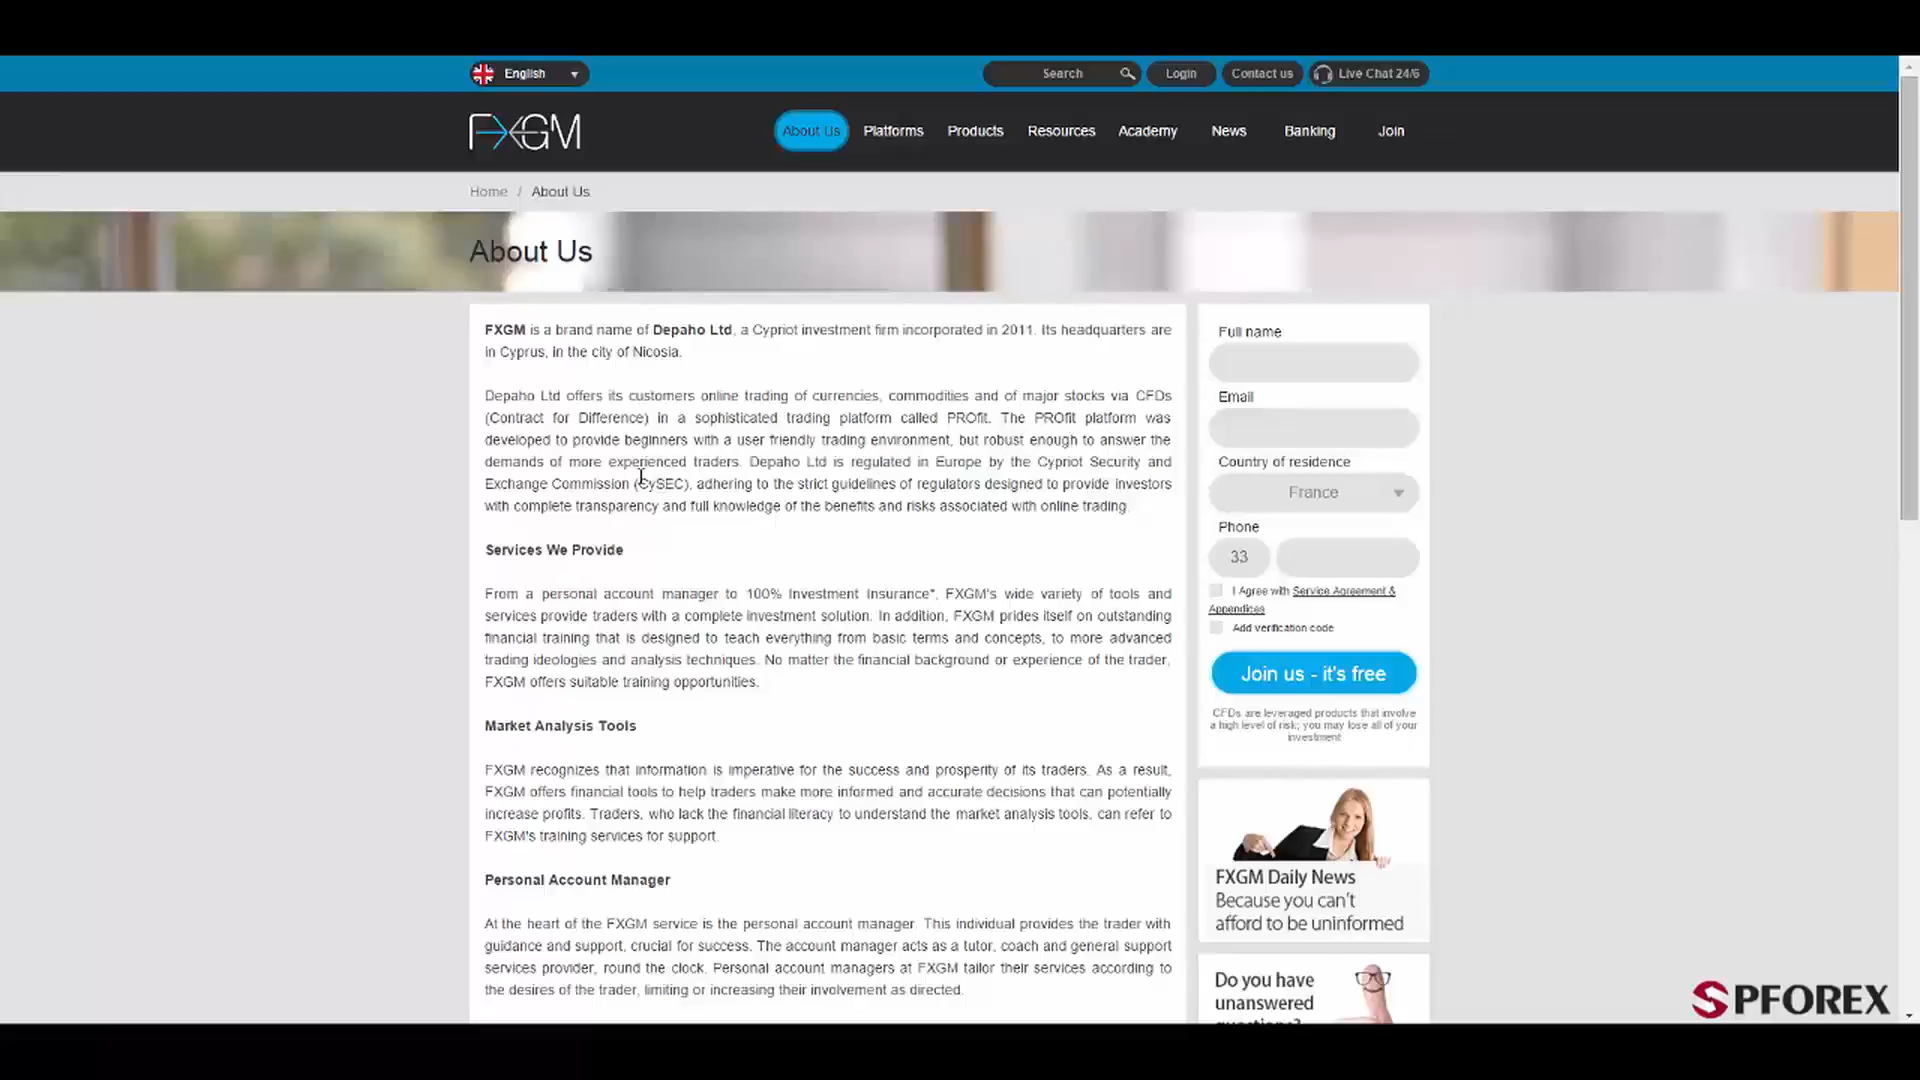 English
Search
Login
Contact us
Live Chat 24/6
FXGM
About Us
Platforms
Products
Resources
Academy
News
Banking
Join
Home / About Us
About Us
FXGM is a brand name of Depaho Ltd, a Cypriot investment firm incorporated in 2011. Its headquarters are
in Cyprus, in the city of Nicosia.
Depaho Ltd offers its customers online trading of currencies, commodities and of major stocks via CFDs
(Contract for Difference) in a sophisticated trading platform called PROfit. The PROfit platform was
developed to provide beginners with a user friendly trading environment, but robust enough to answer the
demands of more experienced traders. Depaho Ltd is regulated in Europe by the Cypriot Security and
Exchange Commission (CySEC), adhering to the strict guidelines of regulators designed to provide investors
with complete transparency and full knowledge of the benefits and risks associated with online trading.
Services We Provide
From a personal account manager to 100% Investment Insurance*, FXGM's wide variety of tools and
services provide traders with a complete investment solution. In addition, FXGM prides itself on outstanding
financial training that is designed to teach everything from basic terms and concepts, to more advanced
trading ideologies and analysis techniques. No matter the financial background or experience of the trader,
FXGM offers suitable training opportunities.
Market Analysis Tools
FXGM recognizes that information is imperative for the success and prosperity of its traders. As a result,
FXGM offers financial tools to help traders make more informed and accurate decisions that can potentially
increase profits. Traders, who lack the financial literacy to understand the market analysis tools, can refer to
FXGM's training services for support.
Personal Account Manager
At the heart of the FXGM service is the personal account manager. This individual provides the trader with
guidance and support, crucial for success. The account manager acts as a tutor, coach and general support
services provider, round the clock. Personal account managers at FXGM tailor their services according to
the desires of the trader, limiting or increasing their involvement as directed.
Full name
Email
Country of residence
France
Phone
33
I Agree with Service Agreement &
Appendices
Add verification code
Join us - it's free
CFDs are leveraged products that involve
a high level of risk; you may lose all of your
investment
FXGM Daily News
Because you can't
afford to be uninformed
Do you have
unanswered
questions?
SPFOREX